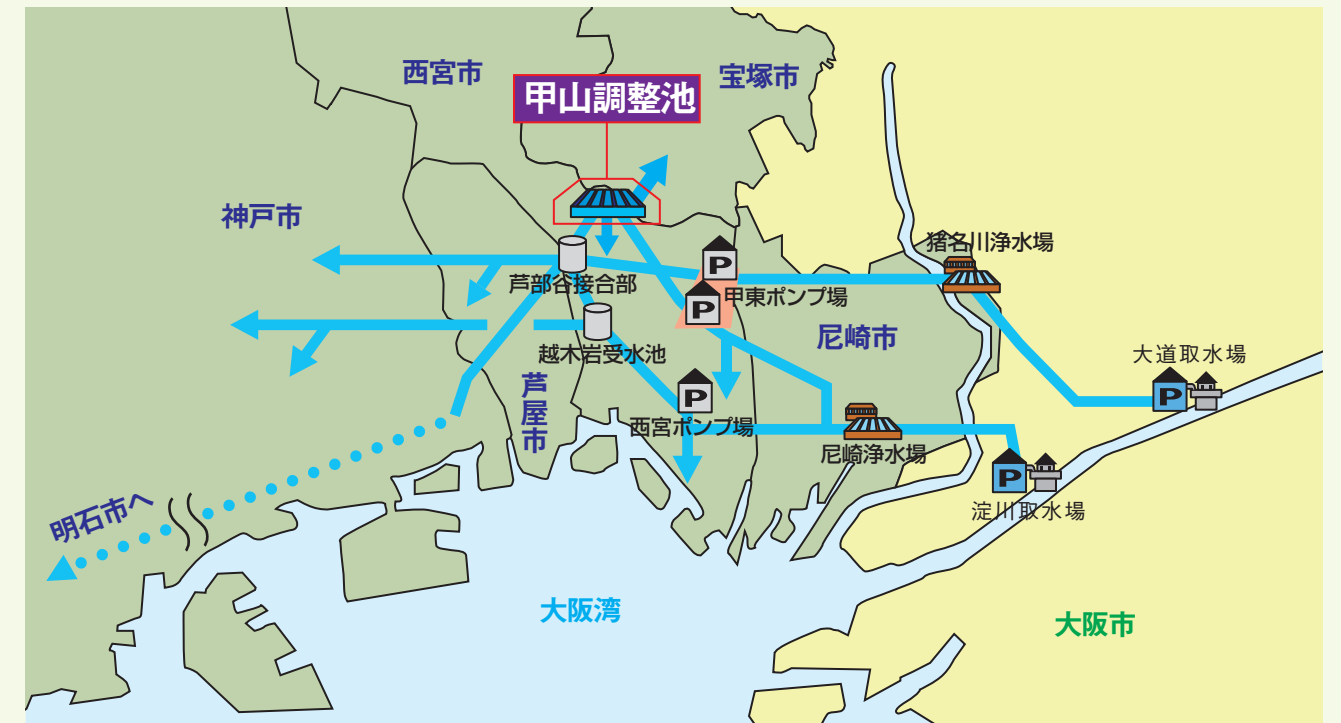 西宮市
宝塚市
甲山調整池
神戸市
猪名川浄水場
芦部谷接合部
P
P
甲東ポンプ場
尼崎市
越木岩受水池
大道取水場
芦屋市
P
P
西宮ポンプ場
尼崎浄水場
P
淀川取水場
明石市へ
大阪湾
大阪市